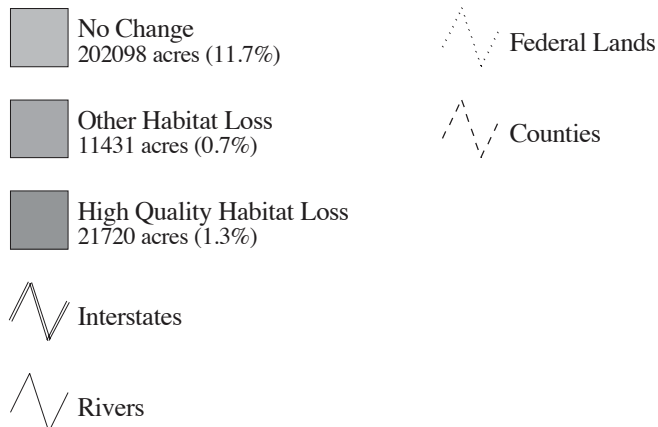 No Change
202098 acres (11.7%)
Other Habitat Loss
11431 acres (0.7%)
High Quality Habitat Loss
21720 acres (1.3%)
Interstates
Rivers
Federal Lands
Counties